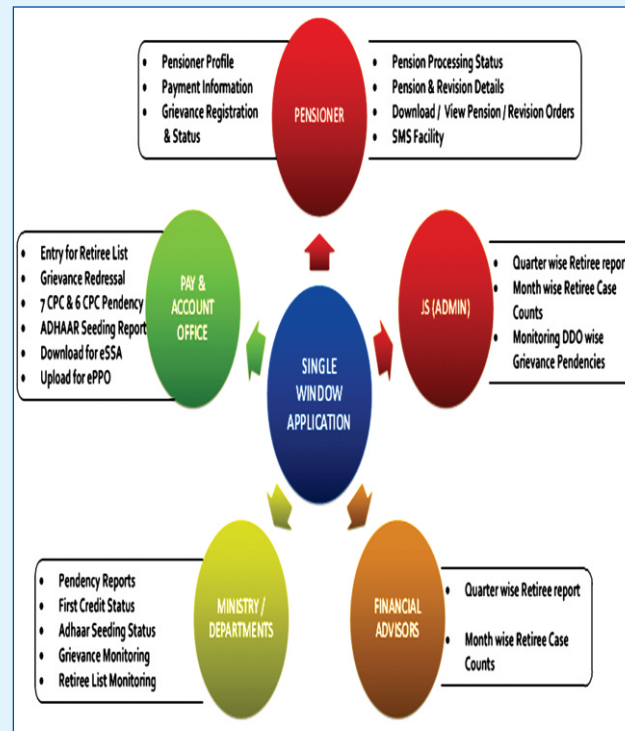 • Pensioner Profile
• Payment Information
• Grievance Registration
& Status
PENSIONER
• Pension Processing Status
• Pension & Revision Details
• Download / View Pension / Revision Orders
• SMS Facility
• Entry for Retiree List
• Grievance Redressal
• 7 CPC & 6 CPC Pendency
• ADHAAR Seeding Report
• Download for eSSA
• Upload for ePPO
PAY &
ACCOUNT
OFFICE
JS (ADMIN)
• Quarter wise Retiree report
• Month wise Retiree Case
Counts
• Monitoring DDO wise
Grievance Pendencies
SINGLE
WINDOW
APPLICATION
• Pendency Reports
• First Credit Status
• Adhaar Seeding Status
• Grievance Monitoring
• Retiree List Monitoring
MINISTRY /
DEPARTMENTS
FINANCIAL
ADVISORS
• Quarter wise Retiree report
• Month wise Retiree Case
Counts